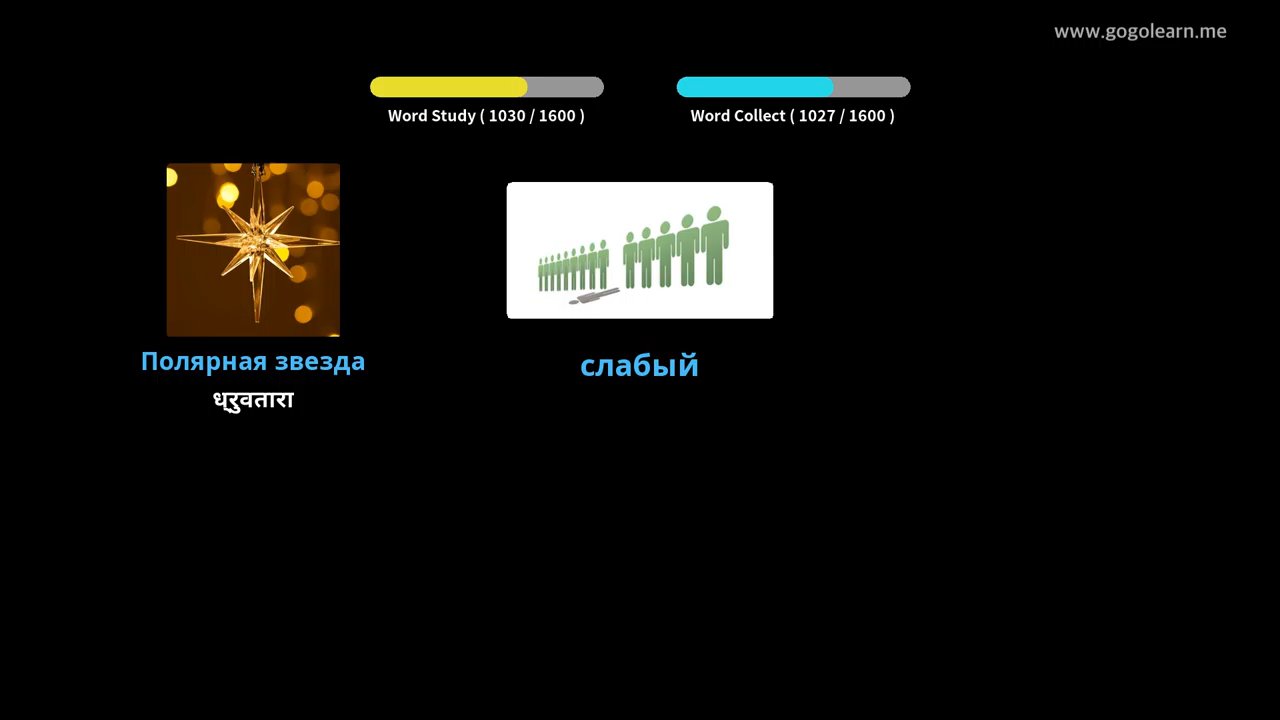 www.gogolearn.me
Word Study ( 1030 / 1600 )
Word Collect ( 1027 / 1600 )
Полярная звезда
ध्रुवतारा
слабый